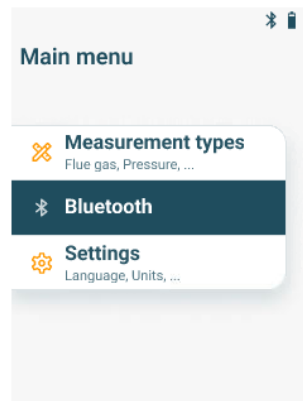 Main menu
Measurement types
Flue gas, Pressure, ...
Bluetooth
Settings
Language, Units, ...